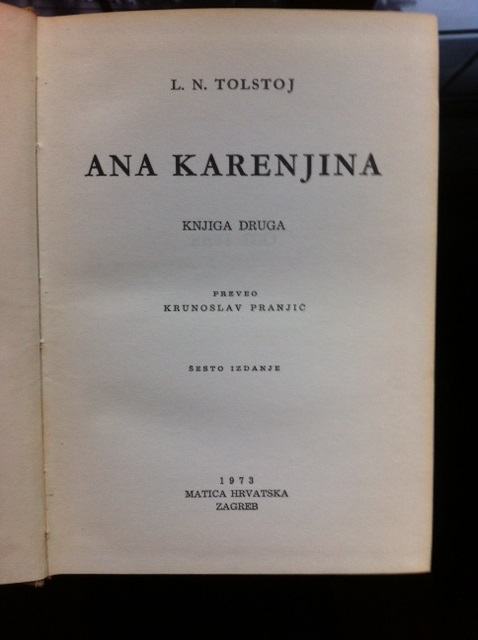 L. N. TOLSTOJ
ANA KARENJINA
KNJIGA DRUGA
PREVEO
KRUNOSLAV PRANJIĆ
ŠESTO IZDANJE
1973
MATICA HRVATSKA
ZAGREB